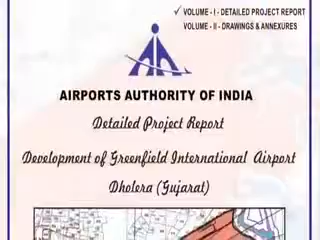 ✓ VOLUME - I - DETAILED PROJECT REPORT
VOLUME - II - DRAWINGS & ANNEXURES
AIRPORTS AUTHORITY OF INDIA
Detailed Project Report
Development of Greenfield International Airport
Dholera (Gujarat)